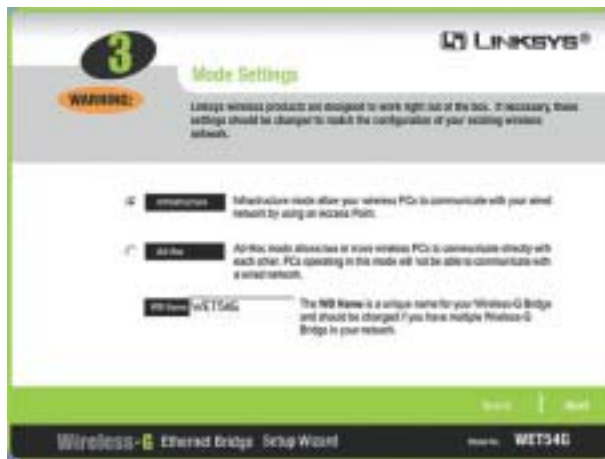 3
LINKSYS®
Mode Settings
WARNING:
Linksys wireless products are designed to work right out of the box. If necessary, these
settings should be changed to match the configuration of your existing wireless
network.
Infrastructure
Infrastructure mode allow your wireless PCs to communicate with your wired
network by using an Access Point.
Ad-Hoc
Ad-Hoc mode allows two or more wireless PCs to communicate directly with
each other. PCs operating in this mode will not be able to communicate with
a wired network.
WB Name
WET54G
The WB Name is a unique name for your Wireless-G Bridge
and should be changed if you have multiple Wireless-G
Bridge in your network.
Next
Wireless-G Ethernet Bridge Setup Wizard
Model No. WET54G